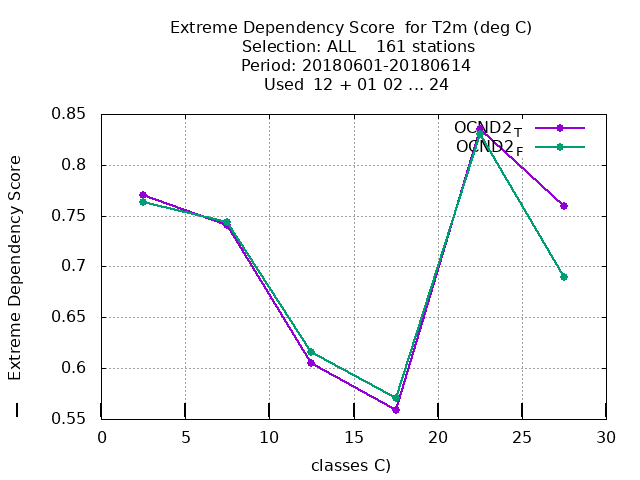 Extreme Dependency Score  for T2m (deg C)
Selection: ALL    161 stations
Period: 20180601-20180614
Used  12 + 01 02 ... 24
Extreme Dependency Score
0.85
0.8
0.75
0.7
0.65
0.6
0.55
OCND2T
OCND2F
0 5 10 15 20 25 30
classes C)